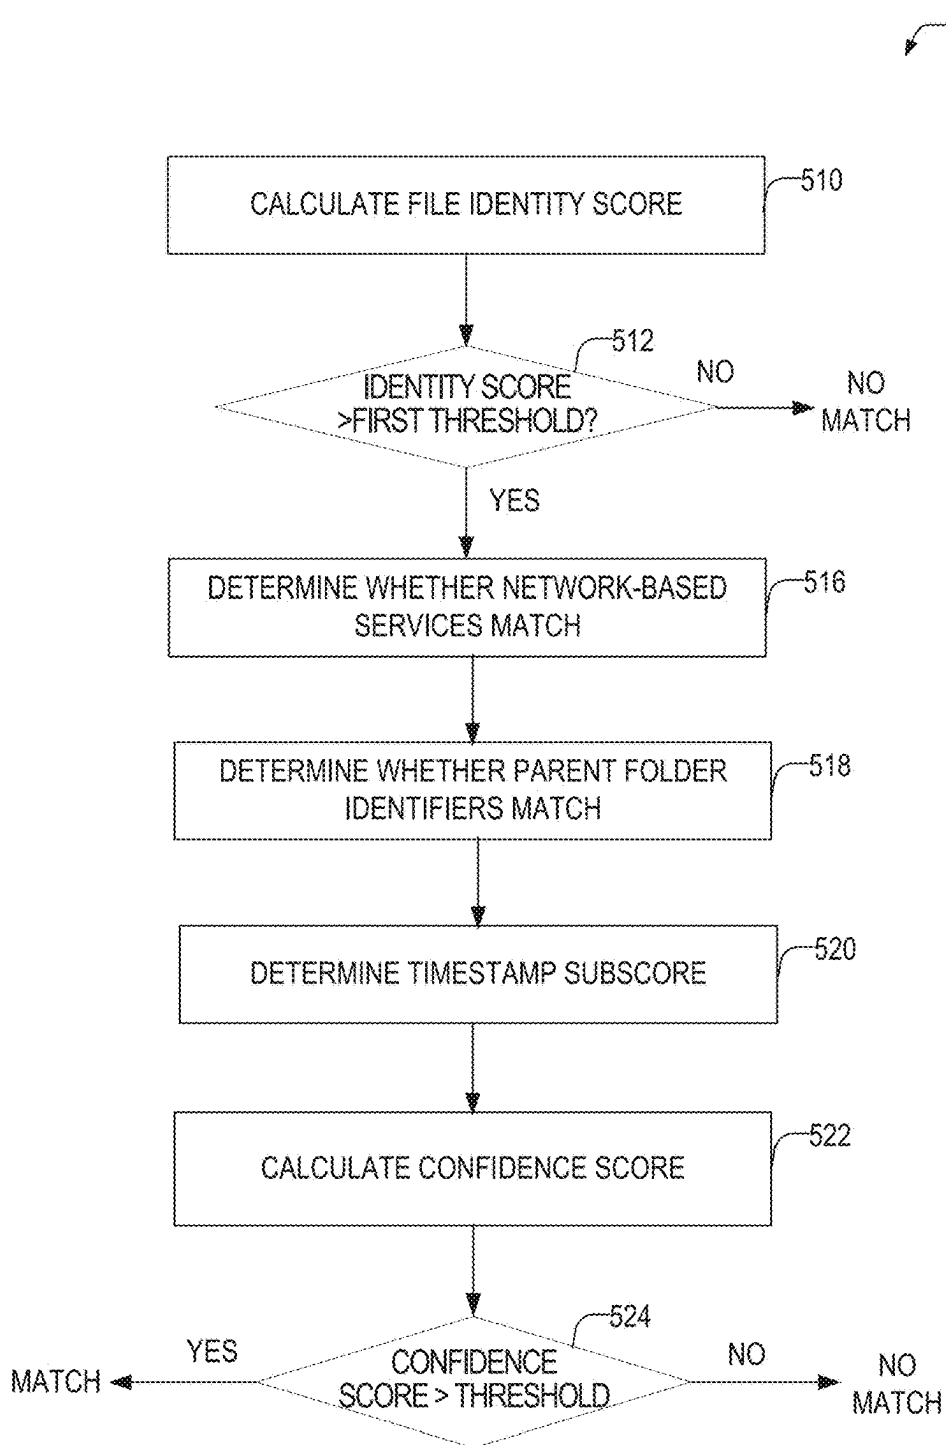 CALCULATE FILE IDENTITY SCORE
510
512
IDENTITY SCORE
>FIRST THRESHOLD?
NO
NO
MATCH
YES
DETERMINE WHETHER NETWORK-BASED
SERVICES MATCH
516
DETERMINE WHETHER PARENT FOLDER
IDENTIFIERS MATCH
518
DETERMINE TIMESTAMP SUBSCORE
520
CALCULATE CONFIDENCE SCORE
522
524
CONFIDENCE
SCORE > THRESHOLD
YES
MATCH
NO
NO
MATCH